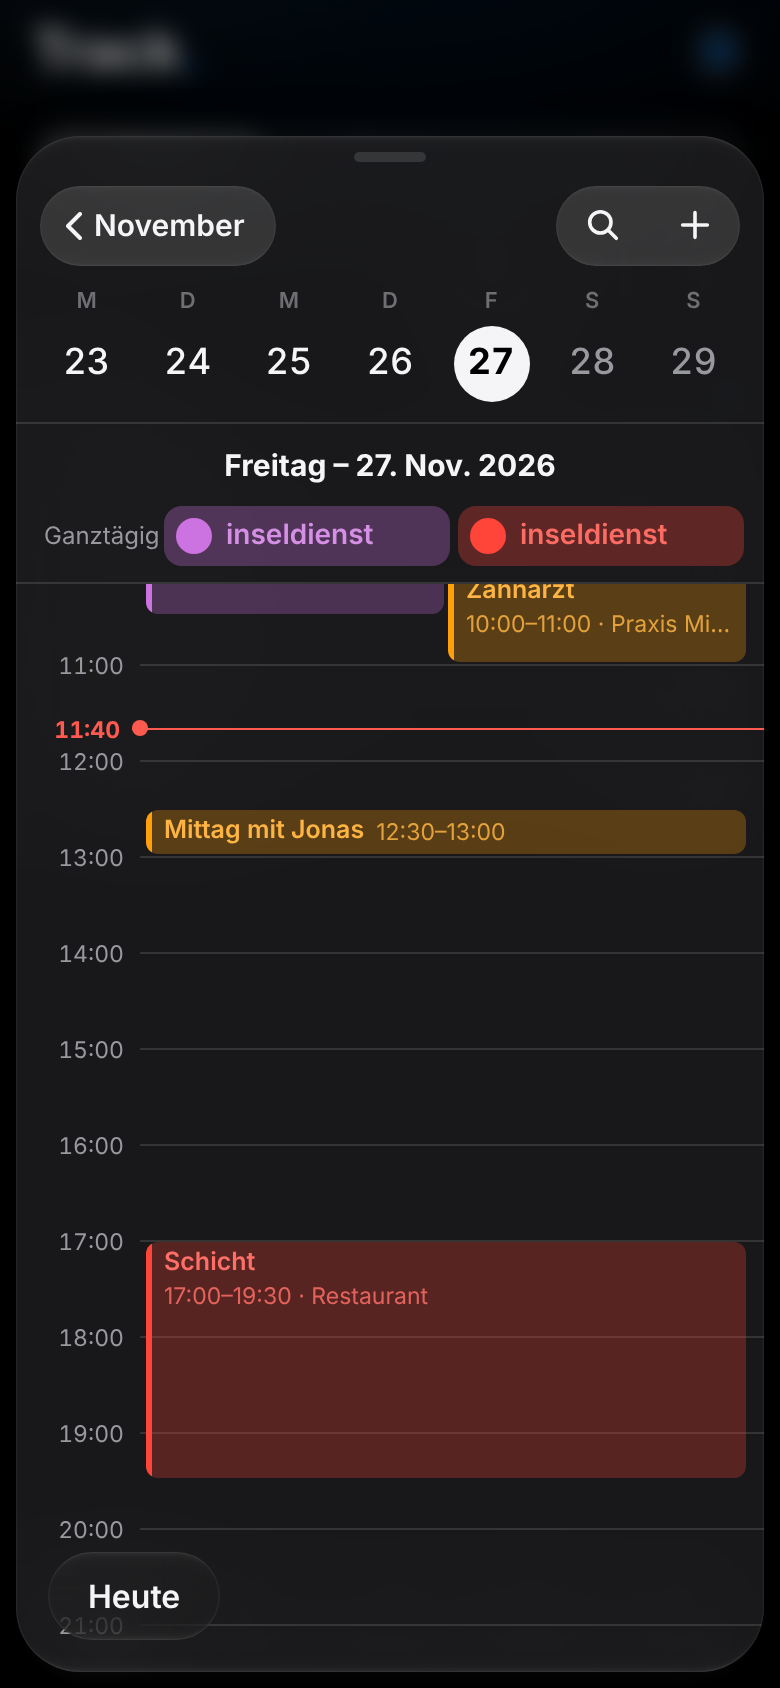 Track.
November
M D M D F S S
23 24 25 26 27 28 29
Freitag – 27. Nov. 2026
Ganztägig inseldienst inseldienst
Zahnarzt
10:00–11:00 · Praxis Mi...
11:00
11:40
12:00
Mittag mit Jonas 12:30–13:00
13:00
14:00
15:00
16:00
17:00
Schicht
17:00–19:30 · Restaurant
18:00
19:00
20:00
Heute
21:00